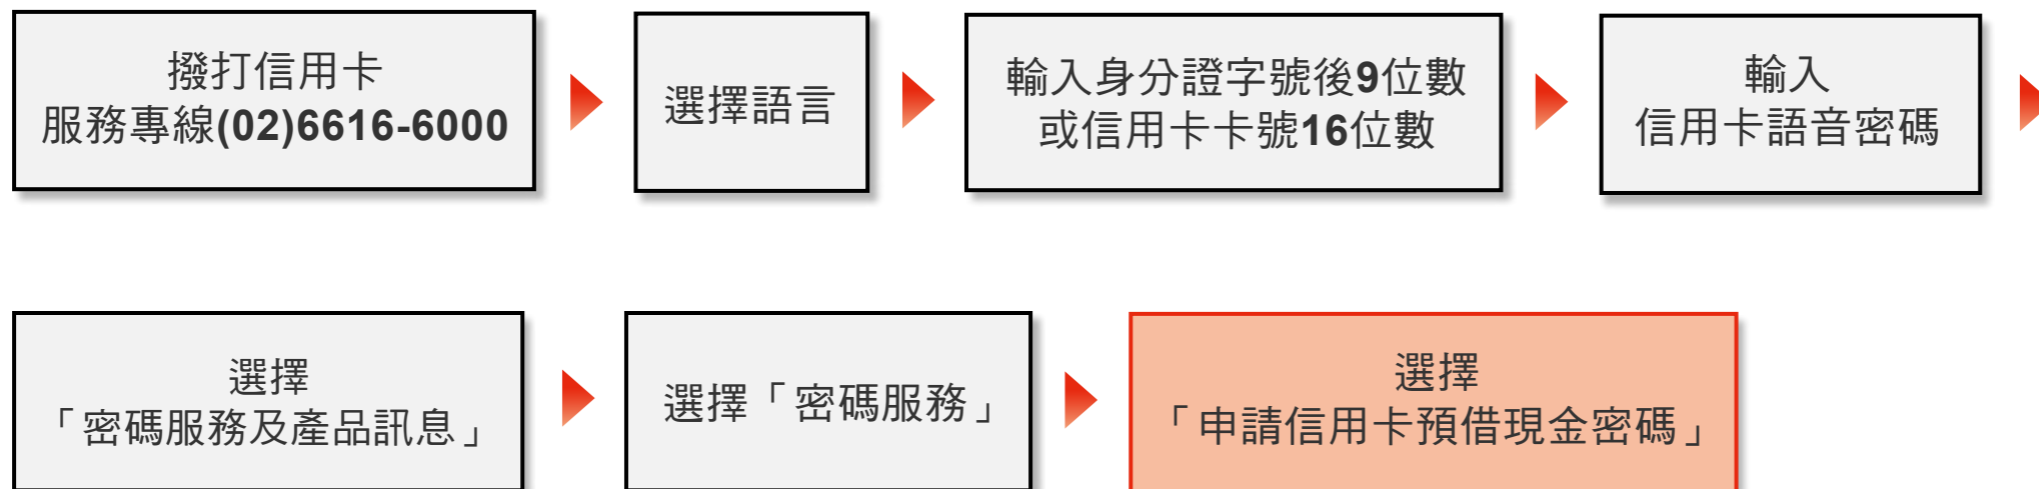 撥打信用卡
服務專線(02)6616-6000
選擇語言
輸入身分證字號後9位數
或信用卡卡號16位數
輸入
信用卡語音密碼
選擇
「密碼服務及產品訊息」
選擇「密碼服務」
選擇
「申請信用卡預借現金密碼」